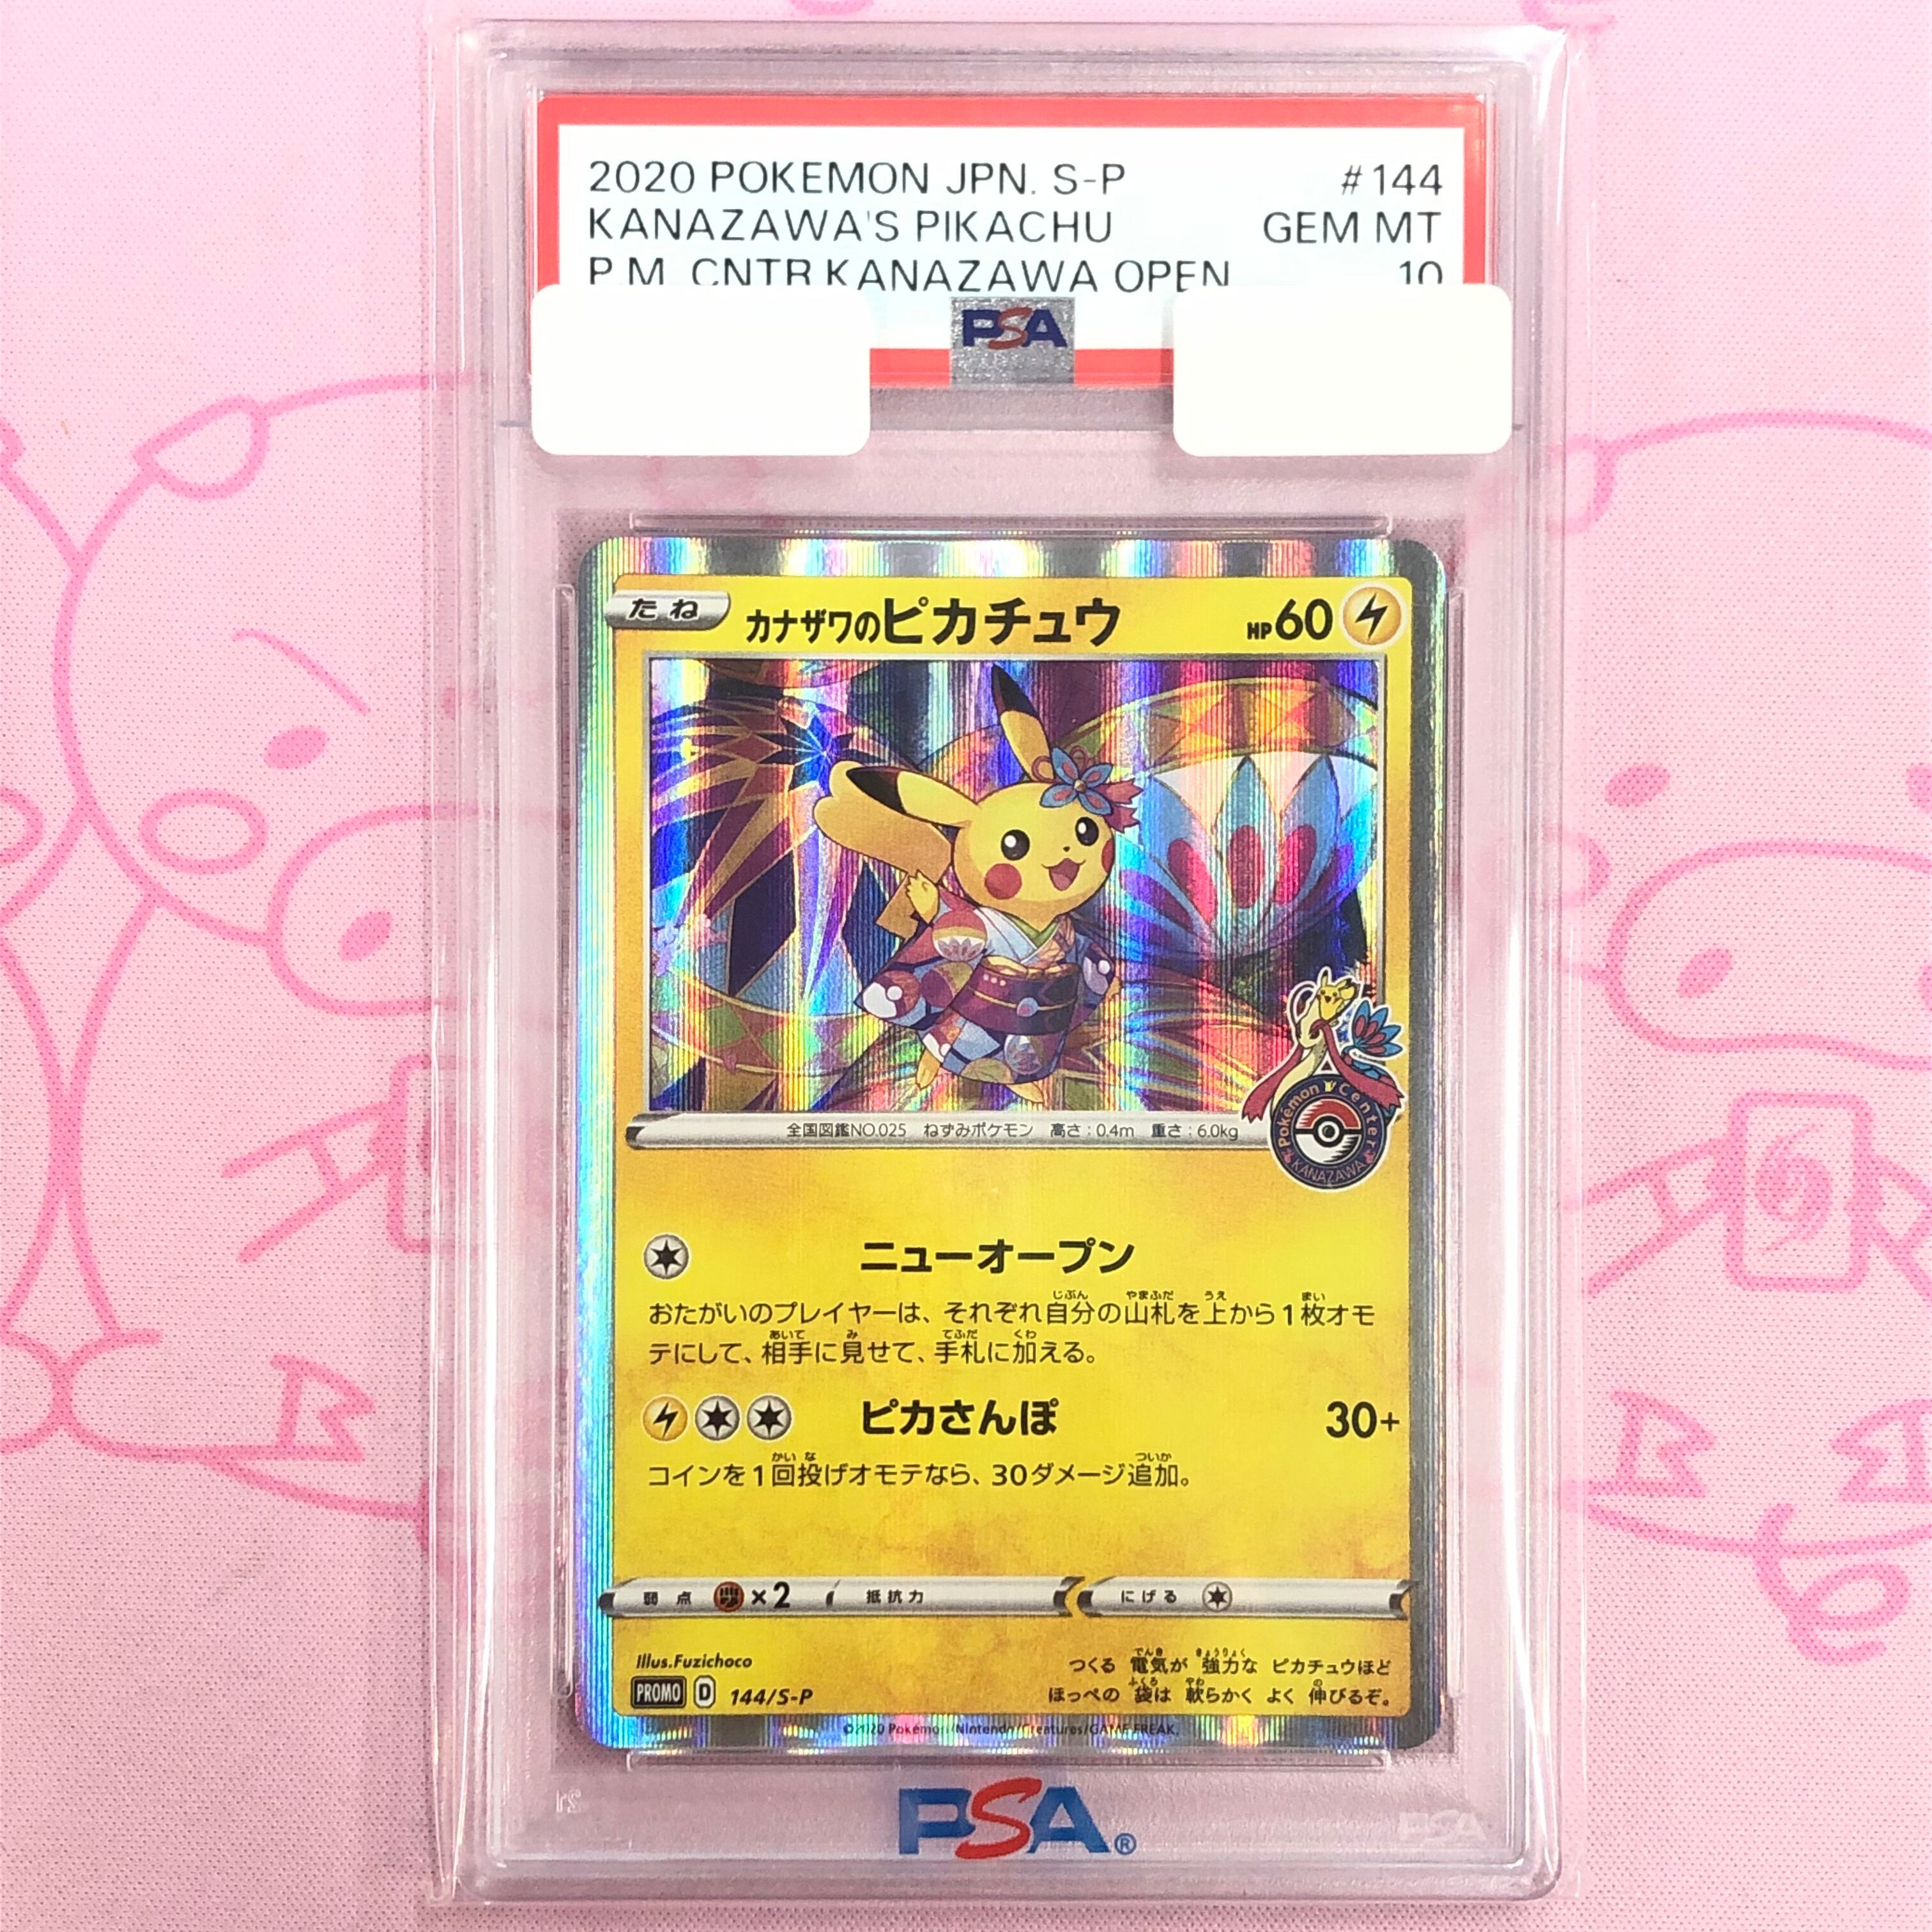 2020 POKEMON JPN. S-P #144
KANAZAWA'S PIKACHU GEM MT
P.M. CNTR KANAZAWA OPEN 10
PSA
たね カナザワのピカチュウ HP60
Pokémon Center
KANAZAWA
全国図鑑NO.025 ねずみポケモン 高さ:0.4m 重さ:6.0kg
ニューオープン
おたがいのプレイヤーは、それぞれ自分の山札を上から1枚オモ
テにして、相手に見せて、手札に加える。
ピカさんぽ 30+
コインを1回投げオモテなら、30ダメージ追加。
弱点 ×2 抵抗力 にげる
Illus.Fuzichoco
つくる 電気が 強力な ピカチュウほど
PROMO D 144/S-P ほっぺの 袋は 軟らかく よく 伸びるぞ。
©2020 Pokémon/Nintendo/Creatures/GAME FREAK.
PSA®
PSA